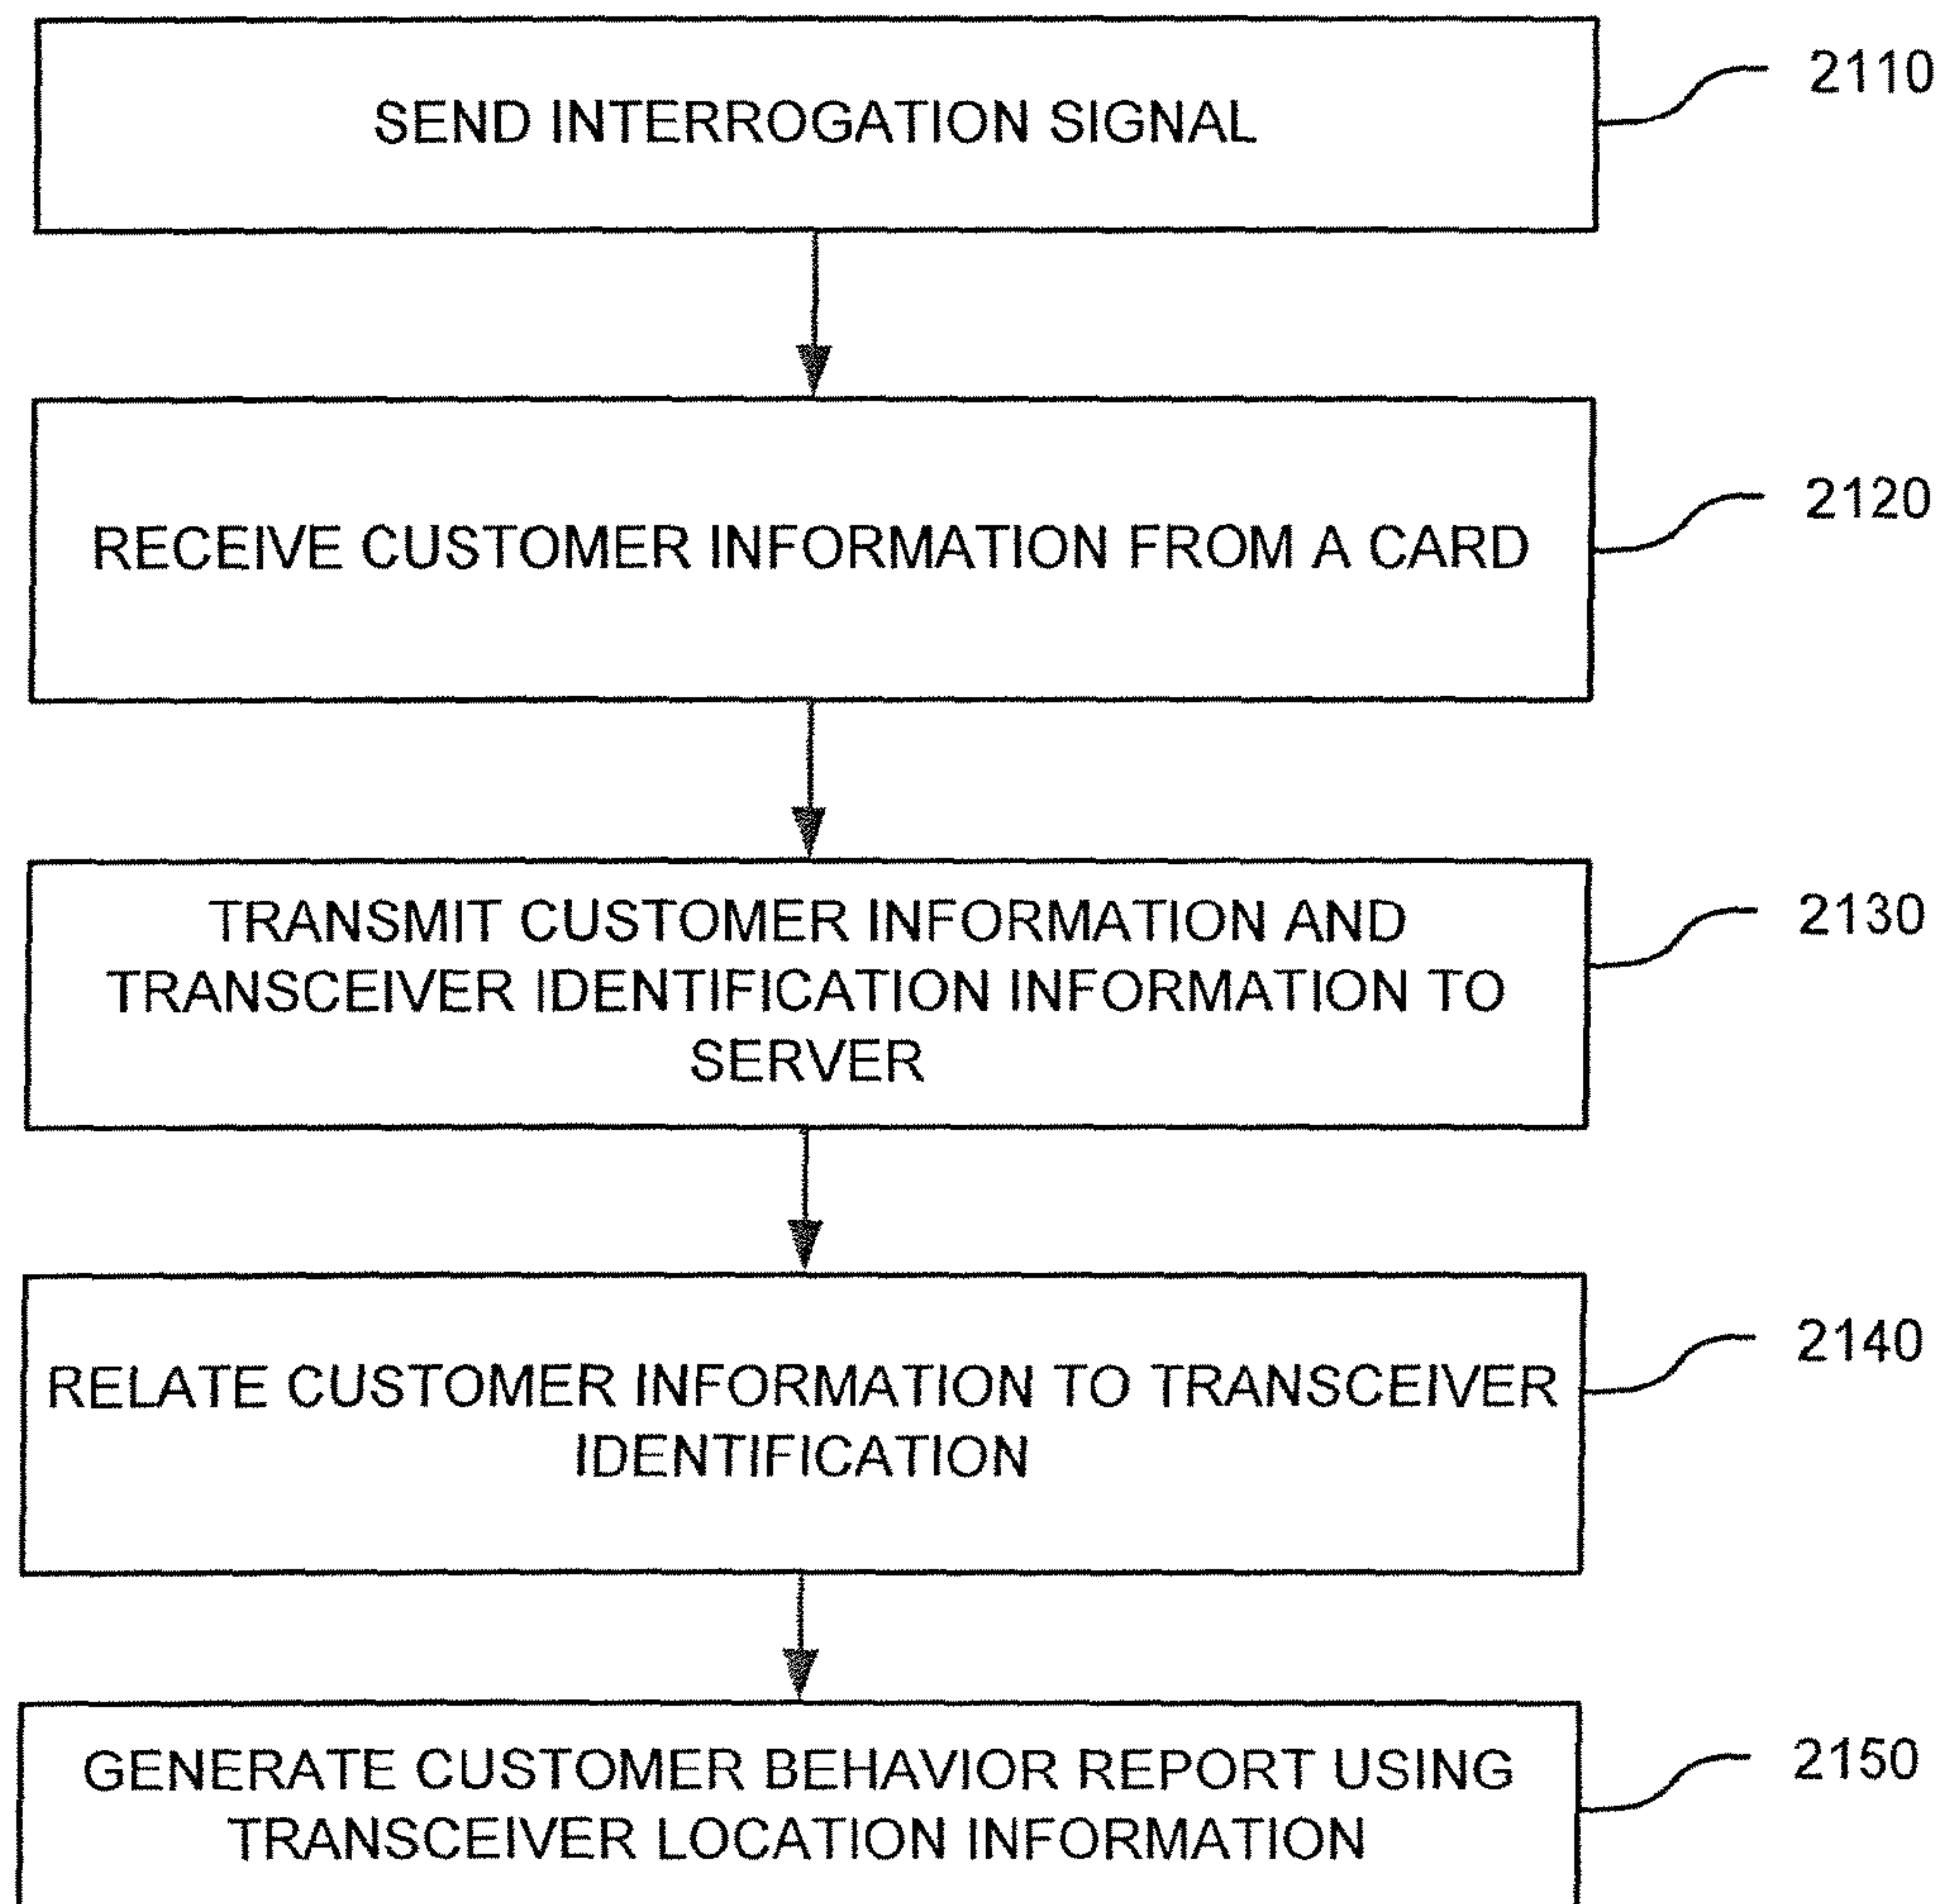 SEND INTERROGATION SIGNAL
2110
RECEIVE CUSTOMER INFORMATION FROM A CARD
2120
TRANSMIT CUSTOMER INFORMATION AND
TRANSCEIVER IDENTIFICATION INFORMATION TO
SERVER
2130
RELATE CUSTOMER INFORMATION TO TRANSCEIVER
IDENTIFICATION
2140
GENERATE CUSTOMER BEHAVIOR REPORT USING
TRANSCEIVER LOCATION INFORMATION
2150